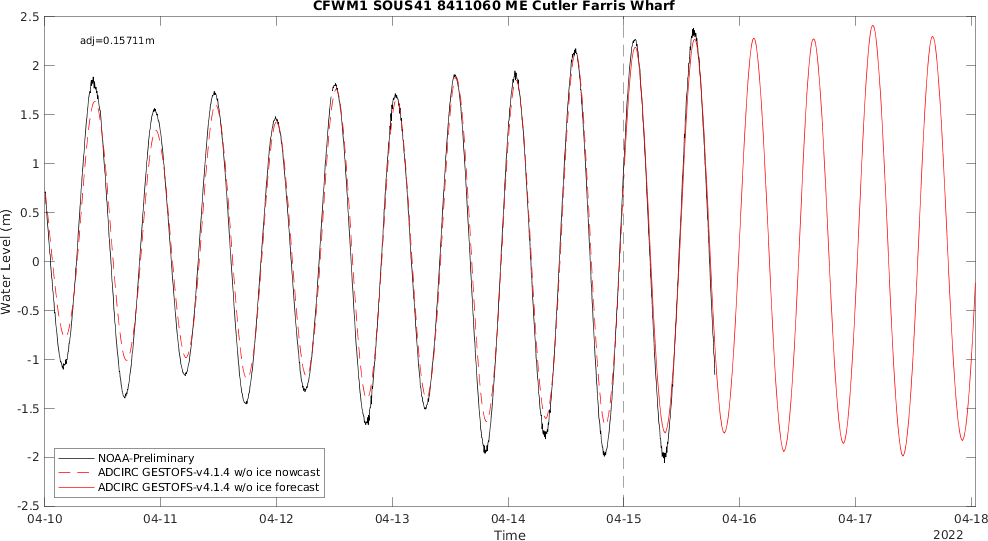 CFWM1 SOUS41 8411060 ME Cutler Farris Wharf
adj=0.15711m
2.5
2
1.5
1
0.5
0
-0.5
-1
-1.5
-2
-2.5
Water Level (m)
NOAA-Preliminary
ADCIRC GESTOFS-v4.1.4 w/o ice nowcast
ADCIRC GESTOFS-v4.1.4 w/o ice forecast
04-10 04-11 04-12 04-13 04-14 04-15 04-16 04-17 04-18
Time
2022